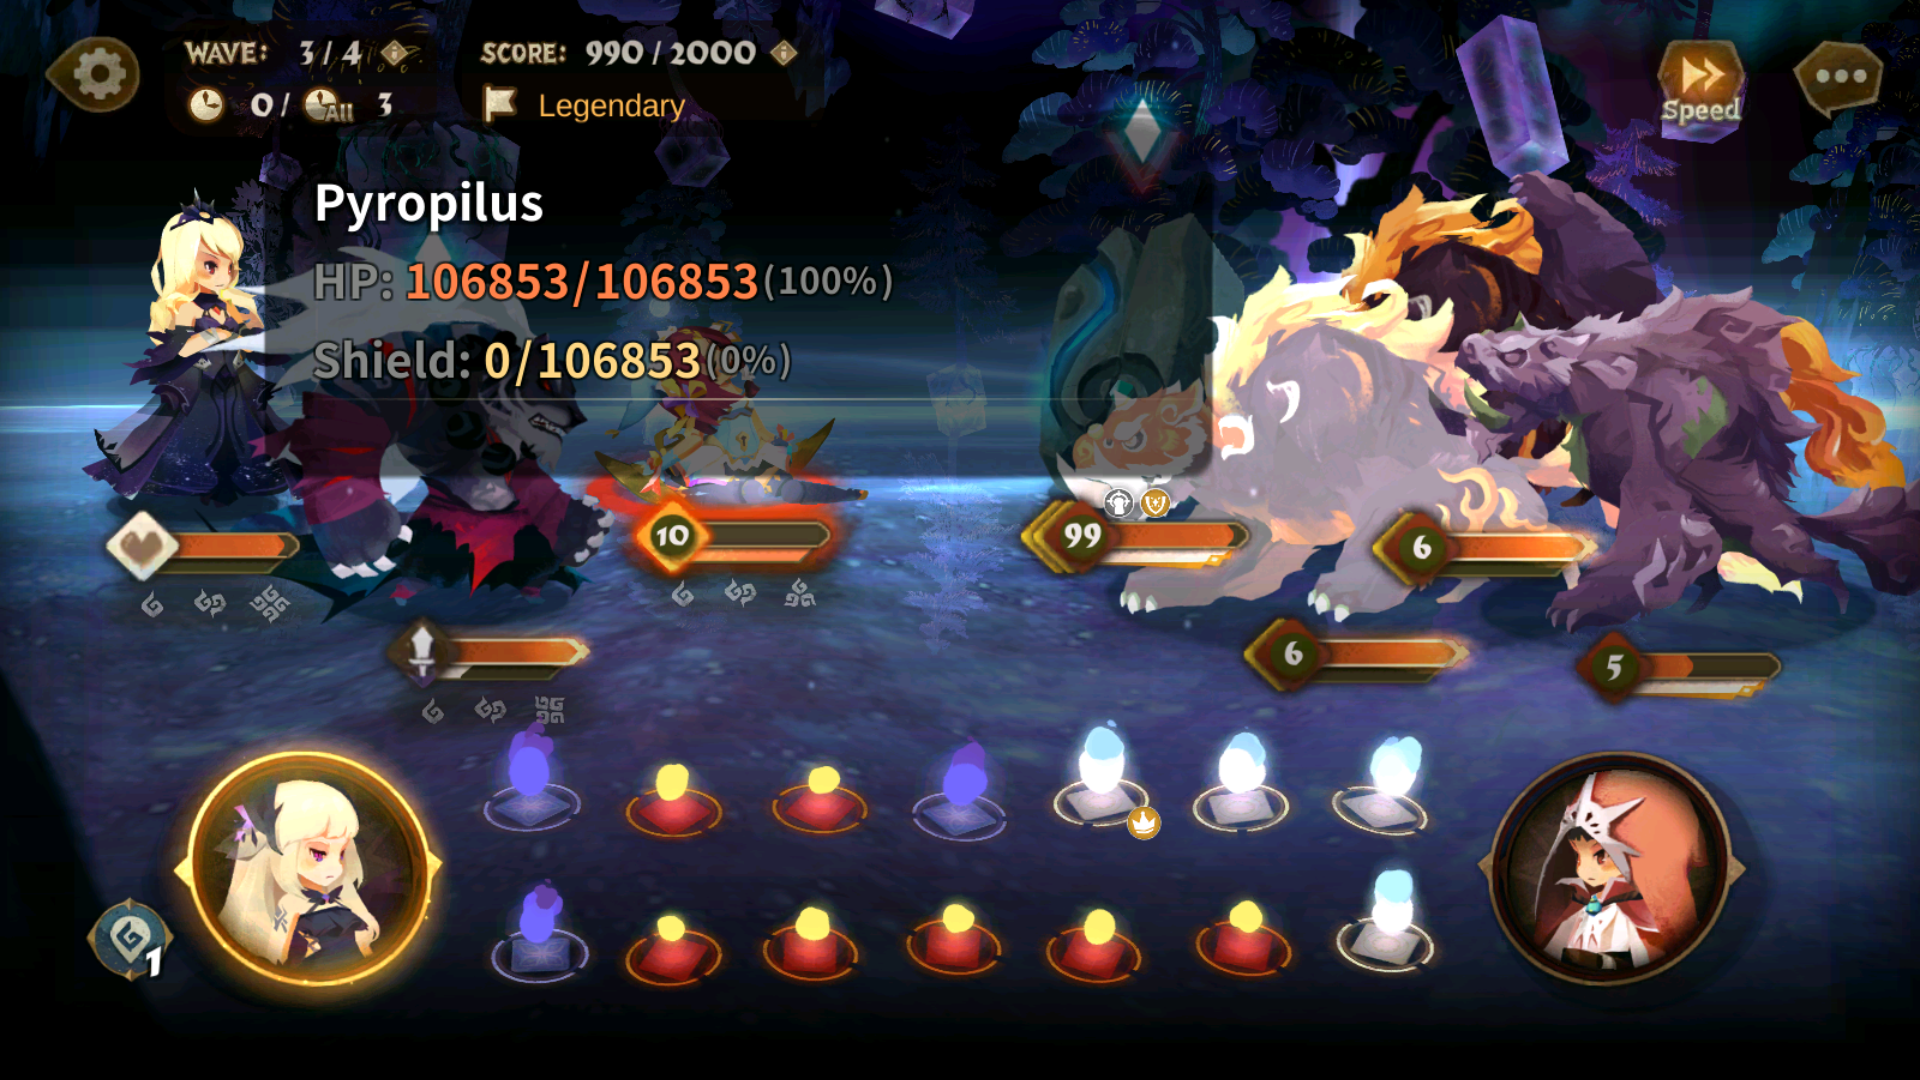 WAVE: 3 / 4
SCORE: 990 / 2000
0 / All 3
Legendary
Speed
Pyropilus
HP: 106853/106853(100%)
Shield: 0/106853(0%)
10
99
6
6
5
1